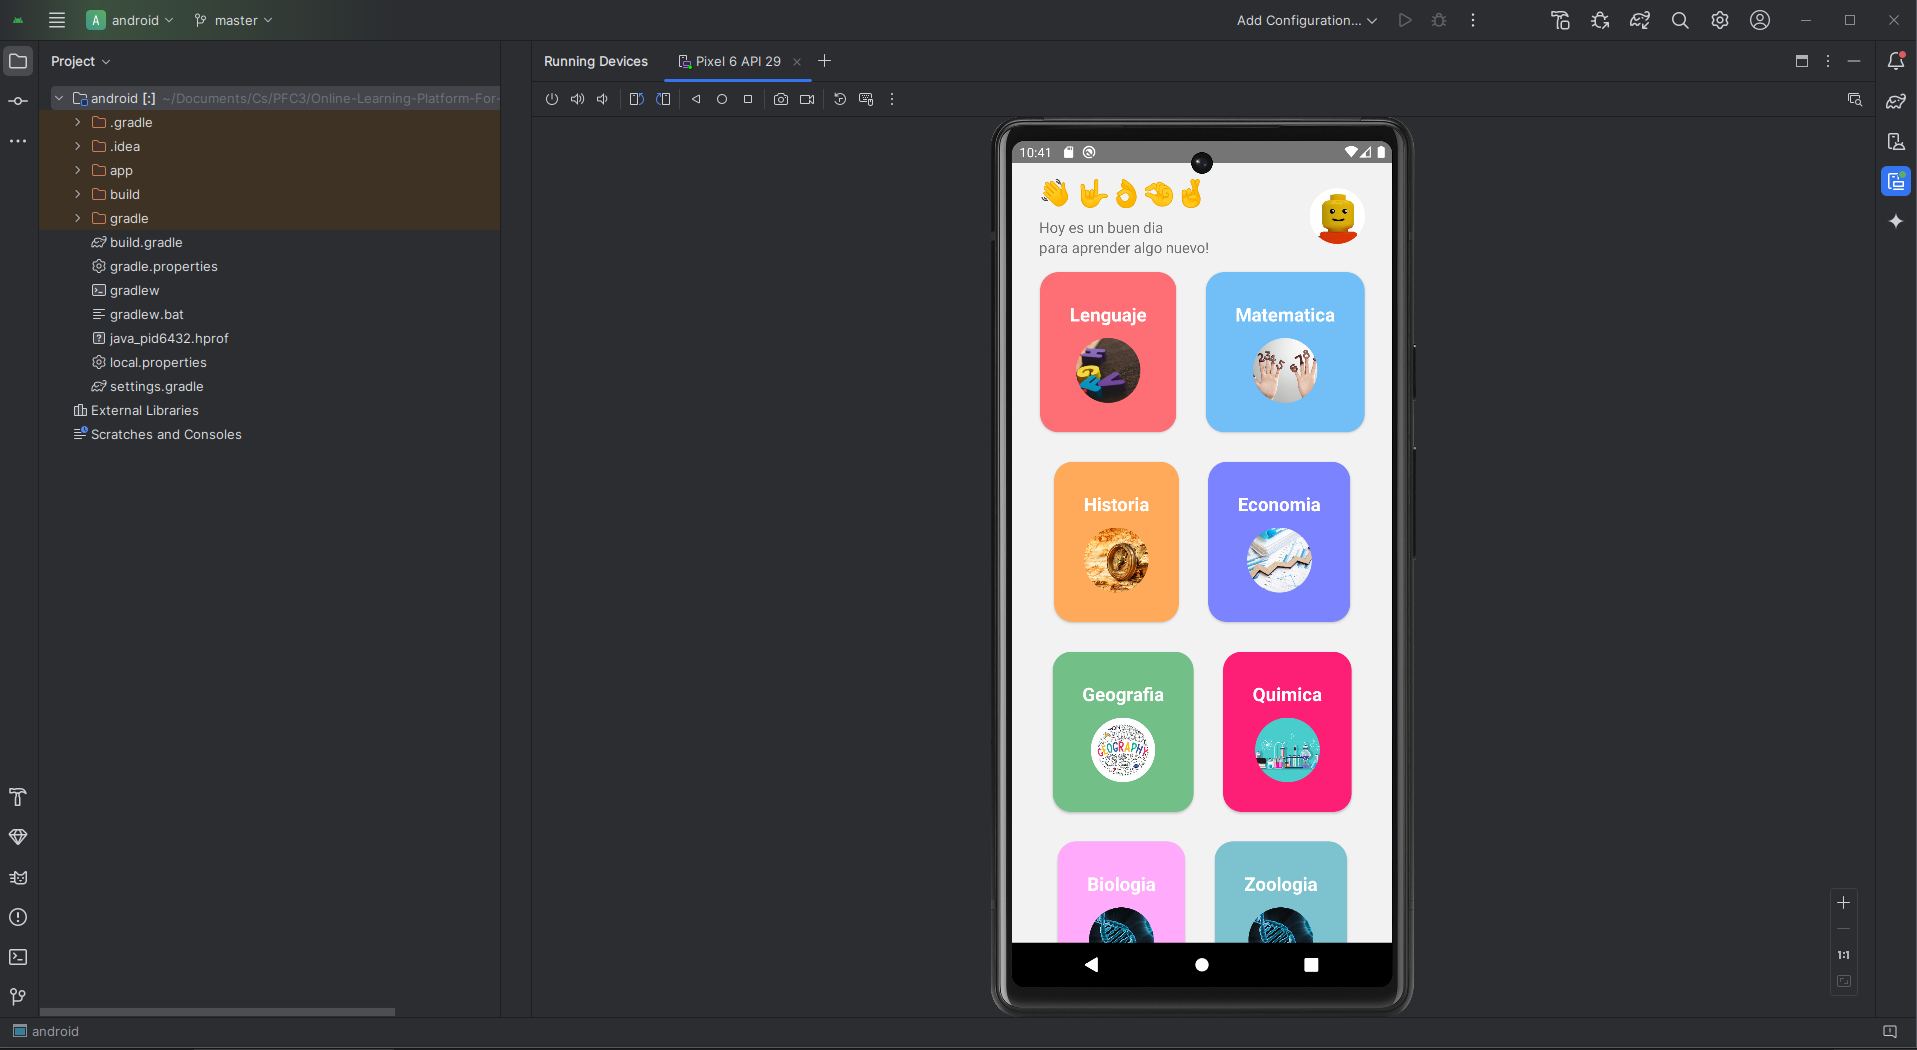 A android master Add Configuration...
Project
Running Devices Pixel 6 API 29
android [:] ~/Documents/Cs/PFC3/Online-Learning-Platform-For-
.gradle
.idea
app
build
gradle
build.gradle
gradle.properties
gradlew
gradlew.bat
java_pid6432.hprof
local.properties
settings.gradle
External Libraries
Scratches and Consoles
10:41
Hoy es un buen dia
para aprender algo nuevo!
Lenguaje Matematica
Historia Economia
Geografia Quimica
GEOGRAPHY
Biologia Zoologia
1:1
android